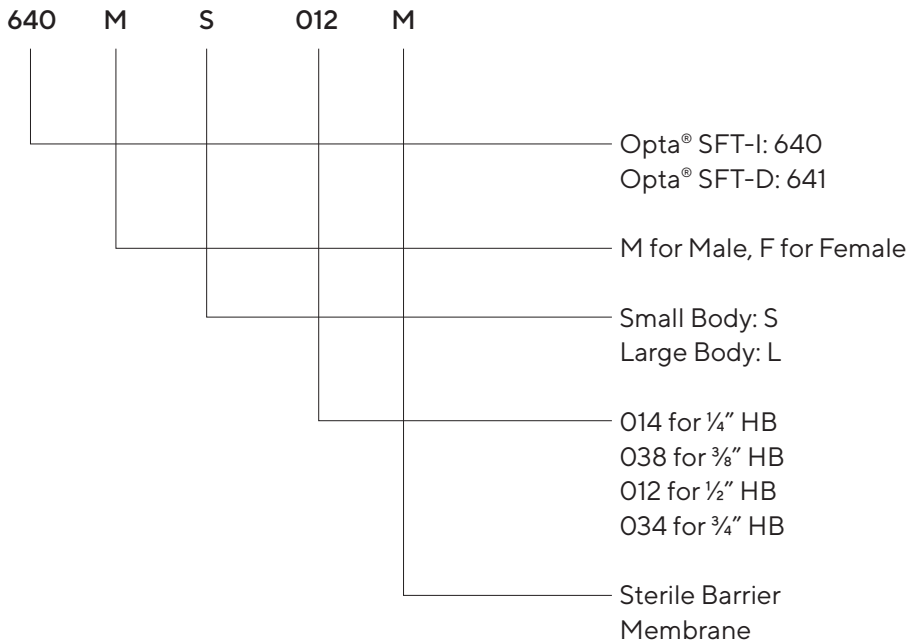 640 M S 012 M
Opta® SFT-I: 640
Opta® SFT-D: 641
M for Male, F for Female
Small Body: S
Large Body: L
014 for ¼” HB
038 for ⅜” HB
012 for ½” HB
034 for ¾” HB
Sterile Barrier
Membrane